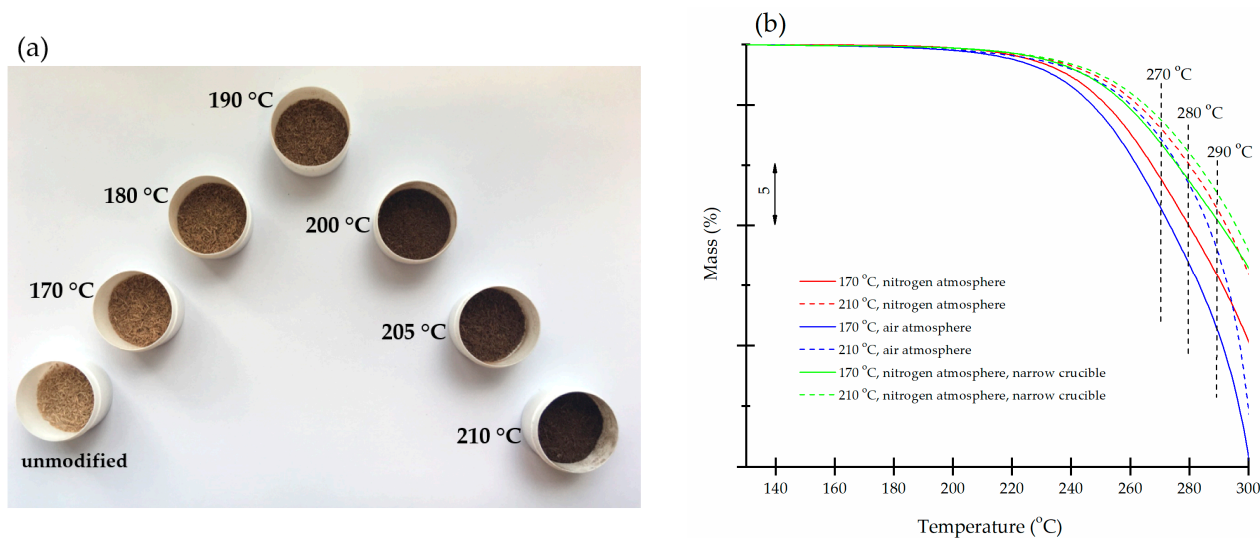 (a)
190 °C
180 °C
200 °C
170 °C
205 °C
210 °C
unmodified
(b)
270 °C
280 °C
290 °C
5
Mass (%)
170 °C, nitrogen atmosphere
210 °C, nitrogen atmosphere
170 °C, air atmosphere
210 °C, air atmosphere
170 °C, nitrogen atmosphere, narrow crucible
210 °C, nitrogen atmosphere, narrow crucible
140 160 180 200 220 240 260 280 300
Temperature (°C)